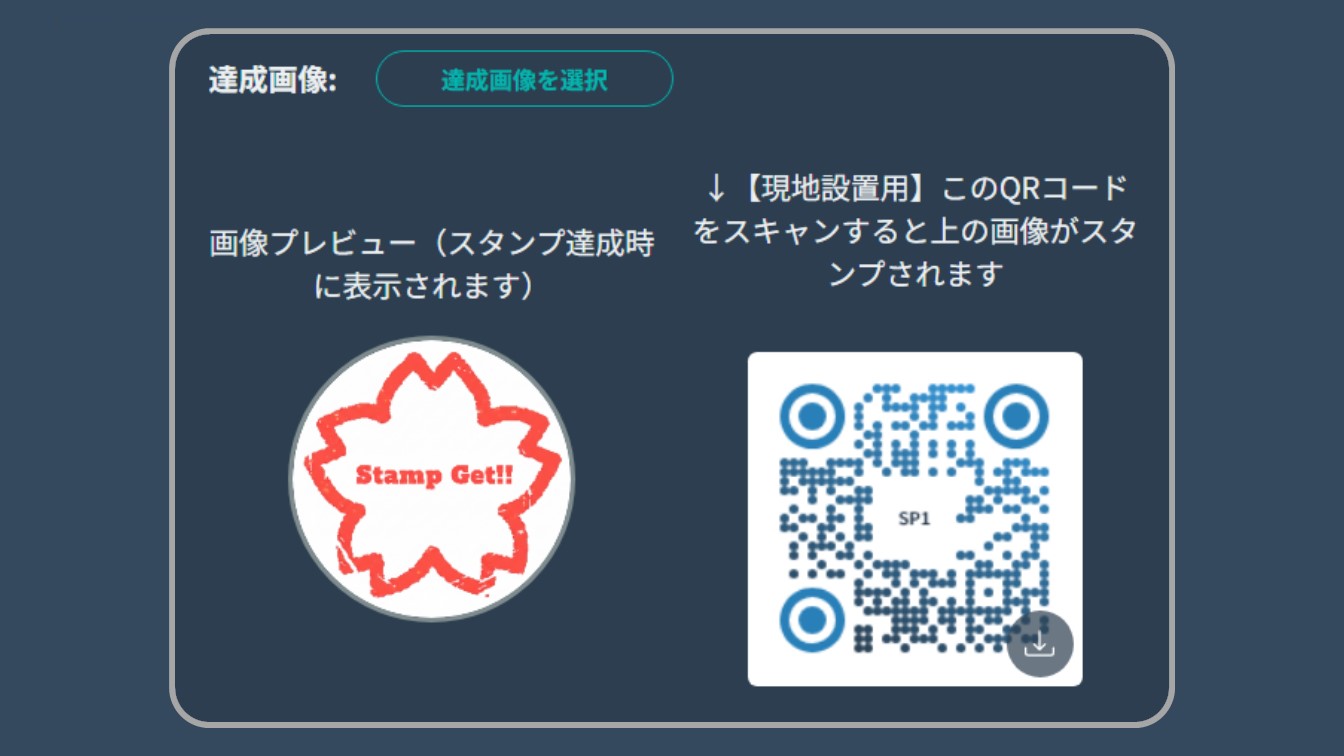 達成画像:
達成画像を選択
画像プレビュー（スタンプ達成時
に表示されます）
↓【現地設置用】このQRコード
をスキャンすると上の画像がスタ
ンプされます
Stamp Get!!
SP1